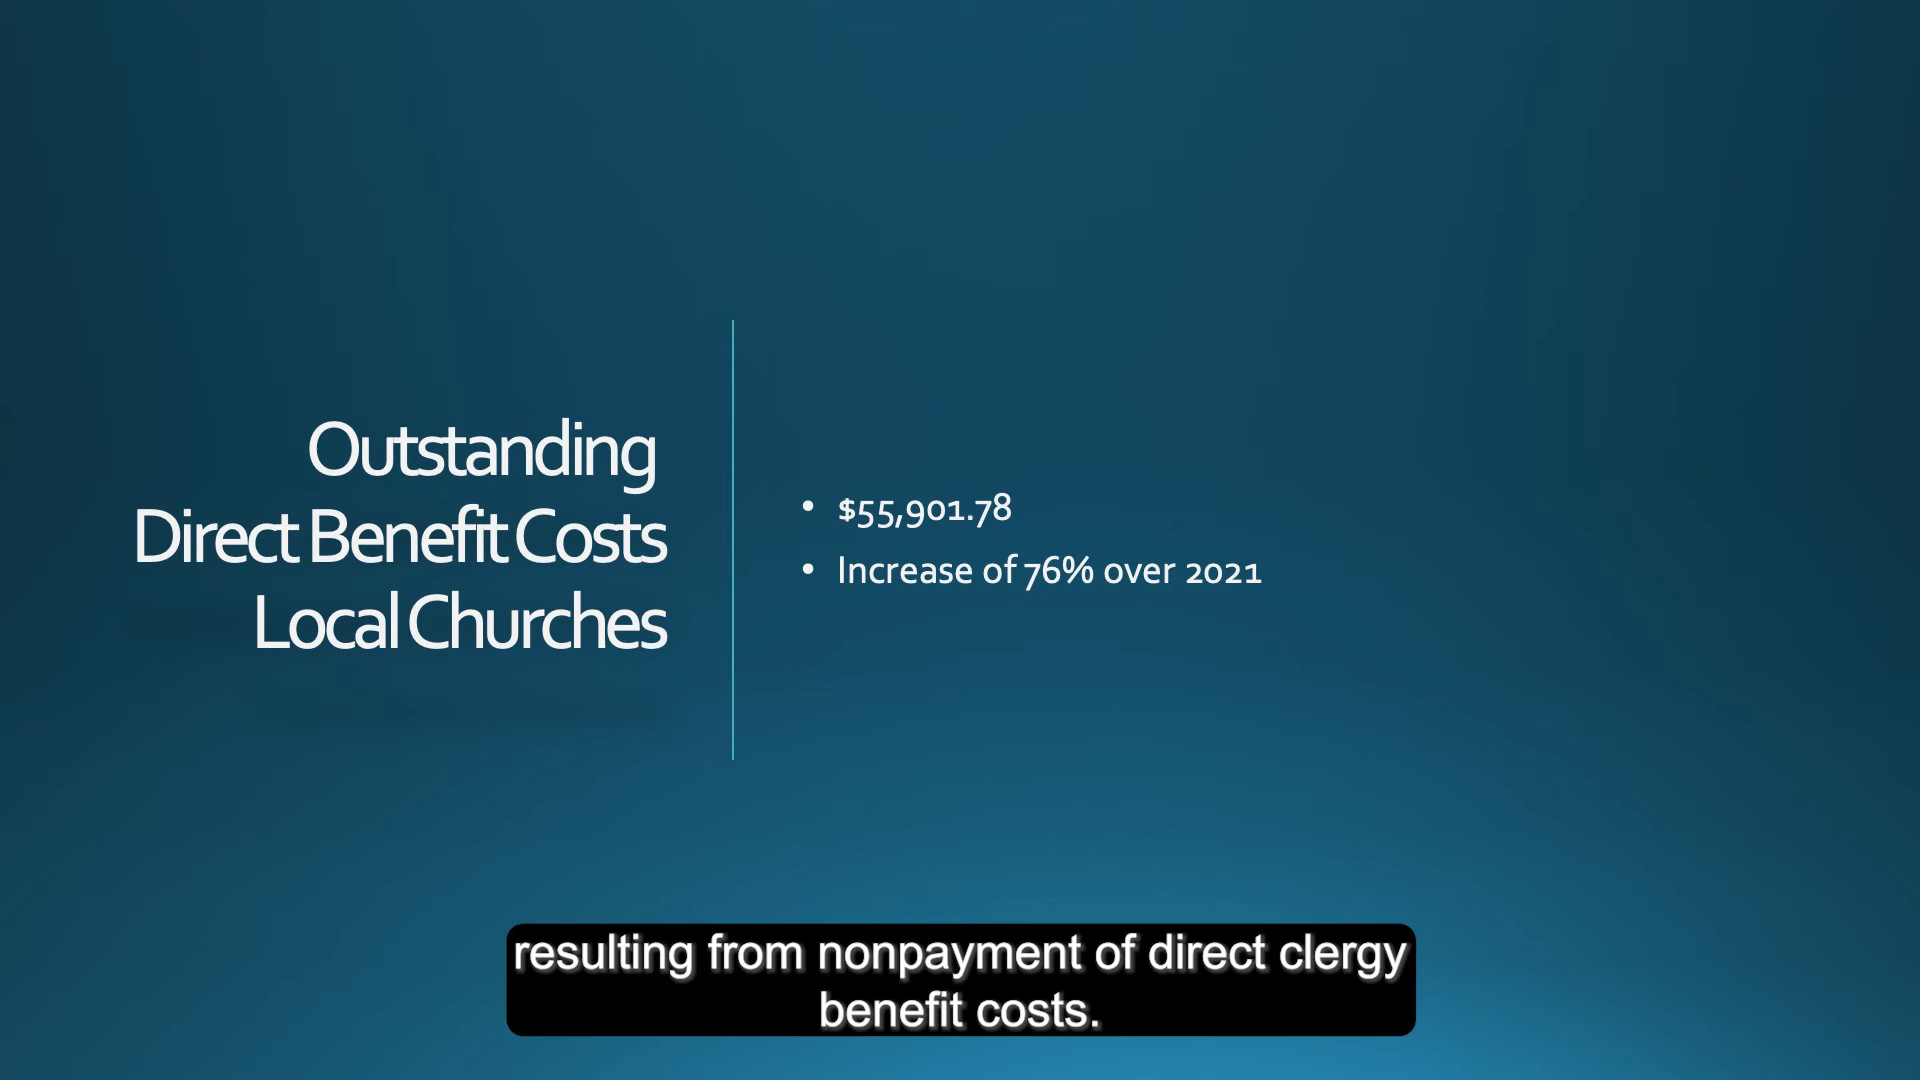 Outstanding
Direct Benefit Costs
Local Churches
• $55,901.78
• Increase of 76% over 2021
resulting from nonpayment of direct clergy
benefit costs.